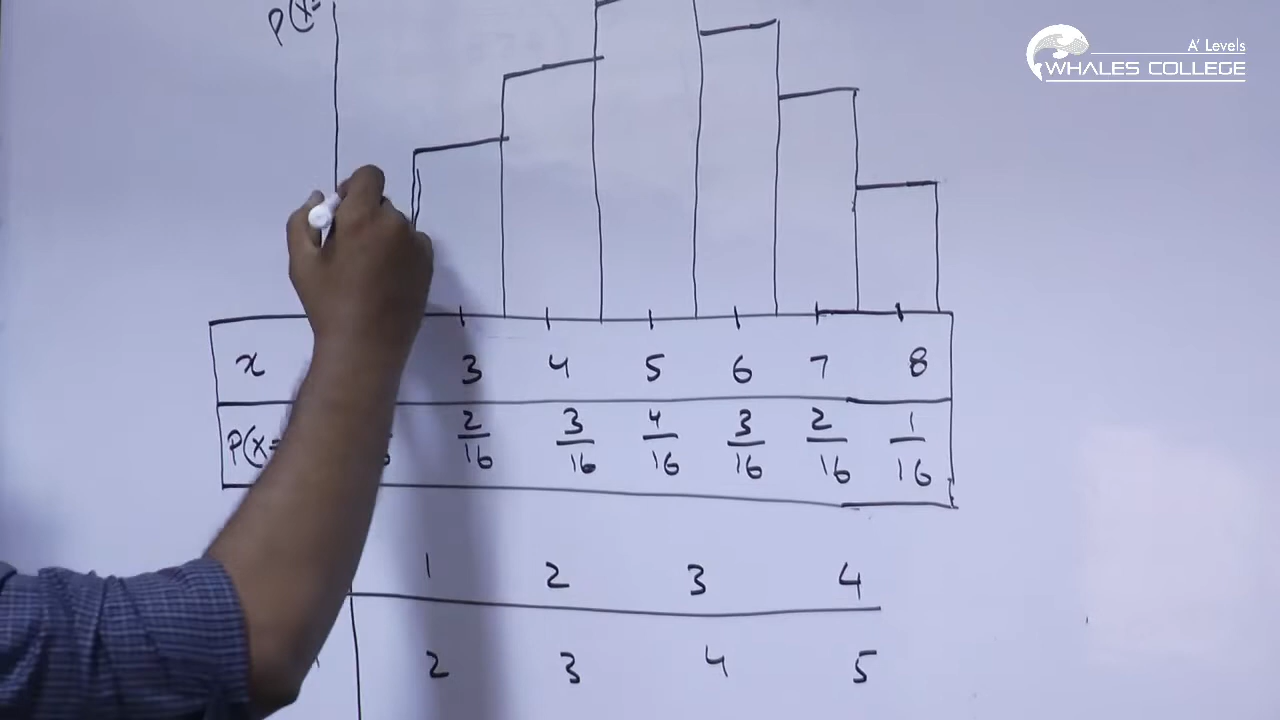 P(X=
A' Levels
WHALES COLLEGE
x 3 4 5 6 7 8
P(X= 2/16 3/16 4/16 3/16 2/16 1/16
1 2 3 4
2 3 4 5